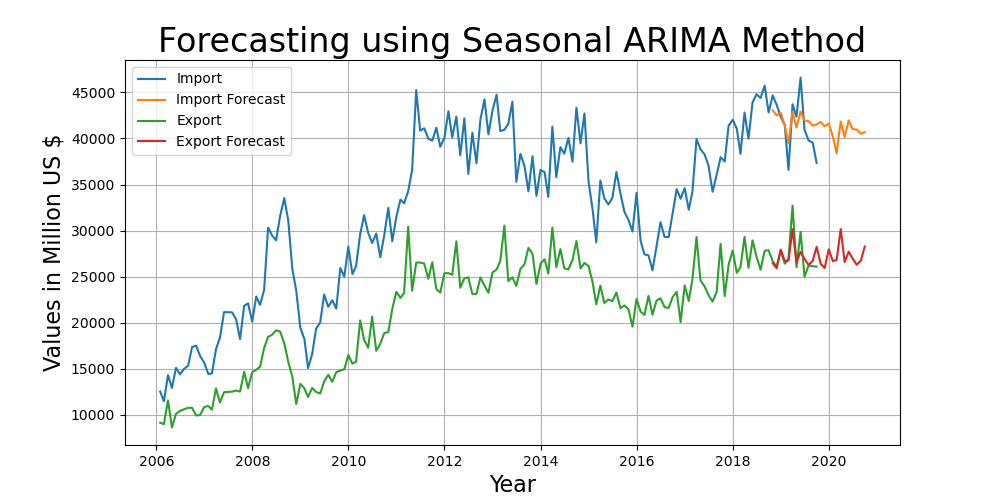 Forecasting using Seasonal ARIMA Method
Import
Import Forecast
Export
Export Forecast
45000
40000
35000
30000
25000
20000
15000
10000
Values in Million US $
2006 2008 2010 2012 2014 2016 2018 2020
Year